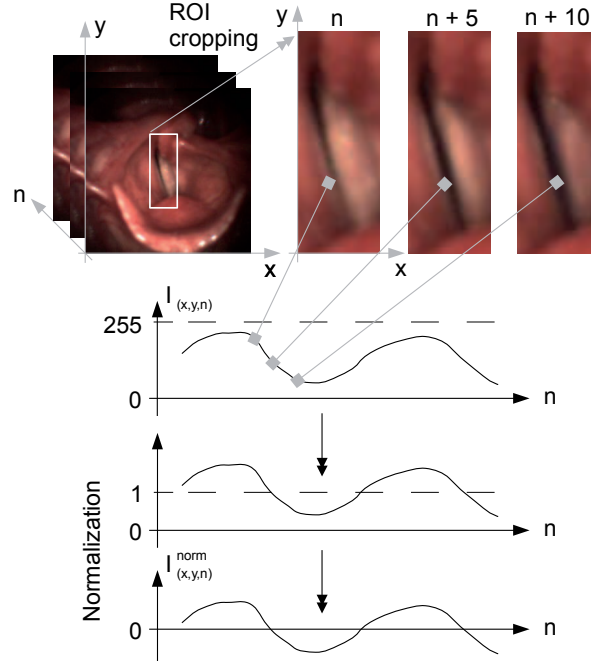 y
ROI
cropping
y
n
n + 5
n + 10
n
x
x
I (x,y,n)
255
0
n
Normalization
1
0
n
I norm (x,y,n)
0
n